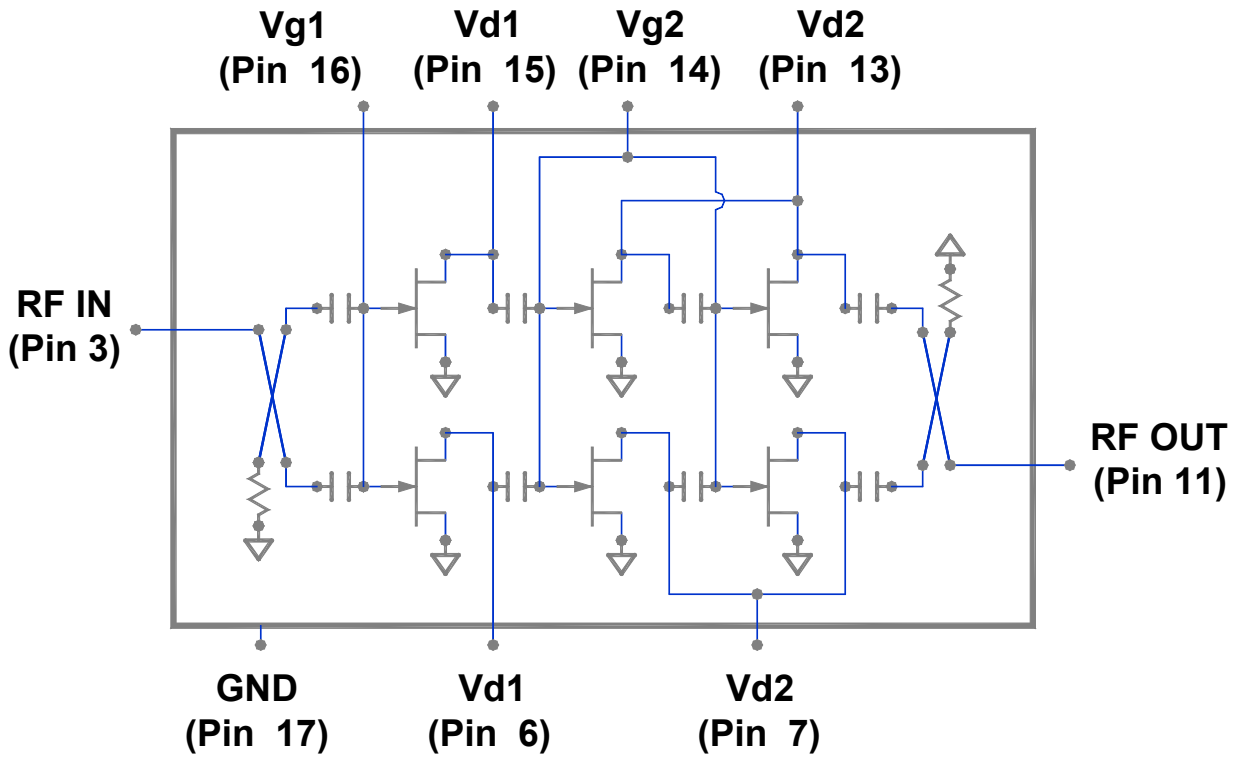 Vg1
(Pin 16)
Vd1
(Pin 15)
Vg2
(Pin 14)
Vd2
(Pin 13)
RF IN
(Pin 3)
RF OUT
(Pin 11)
GND
(Pin 17)
Vd1
(Pin 6)
Vd2
(Pin 7)